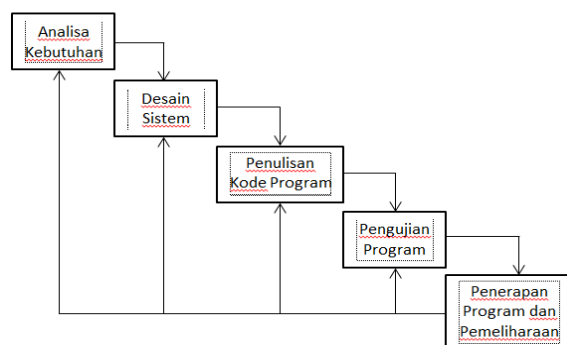 Analisa
Kebutuhan
Desain
Sistem
Penulisan
Kode Program
Pengujian
Program
Penerapan
Program dan
Pemeliharaan